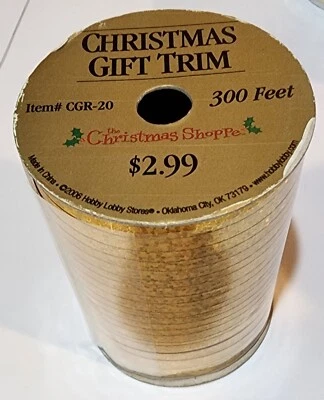 CHRISTMAS
GIFT TRIM
Item# CGR-20
300 Feet
the
Christmas Shoppe
$2.99
Made in China • ©2006 Hobby Lobby Stores® • Oklahoma City, OK 73179 • www.hobbylobby.com